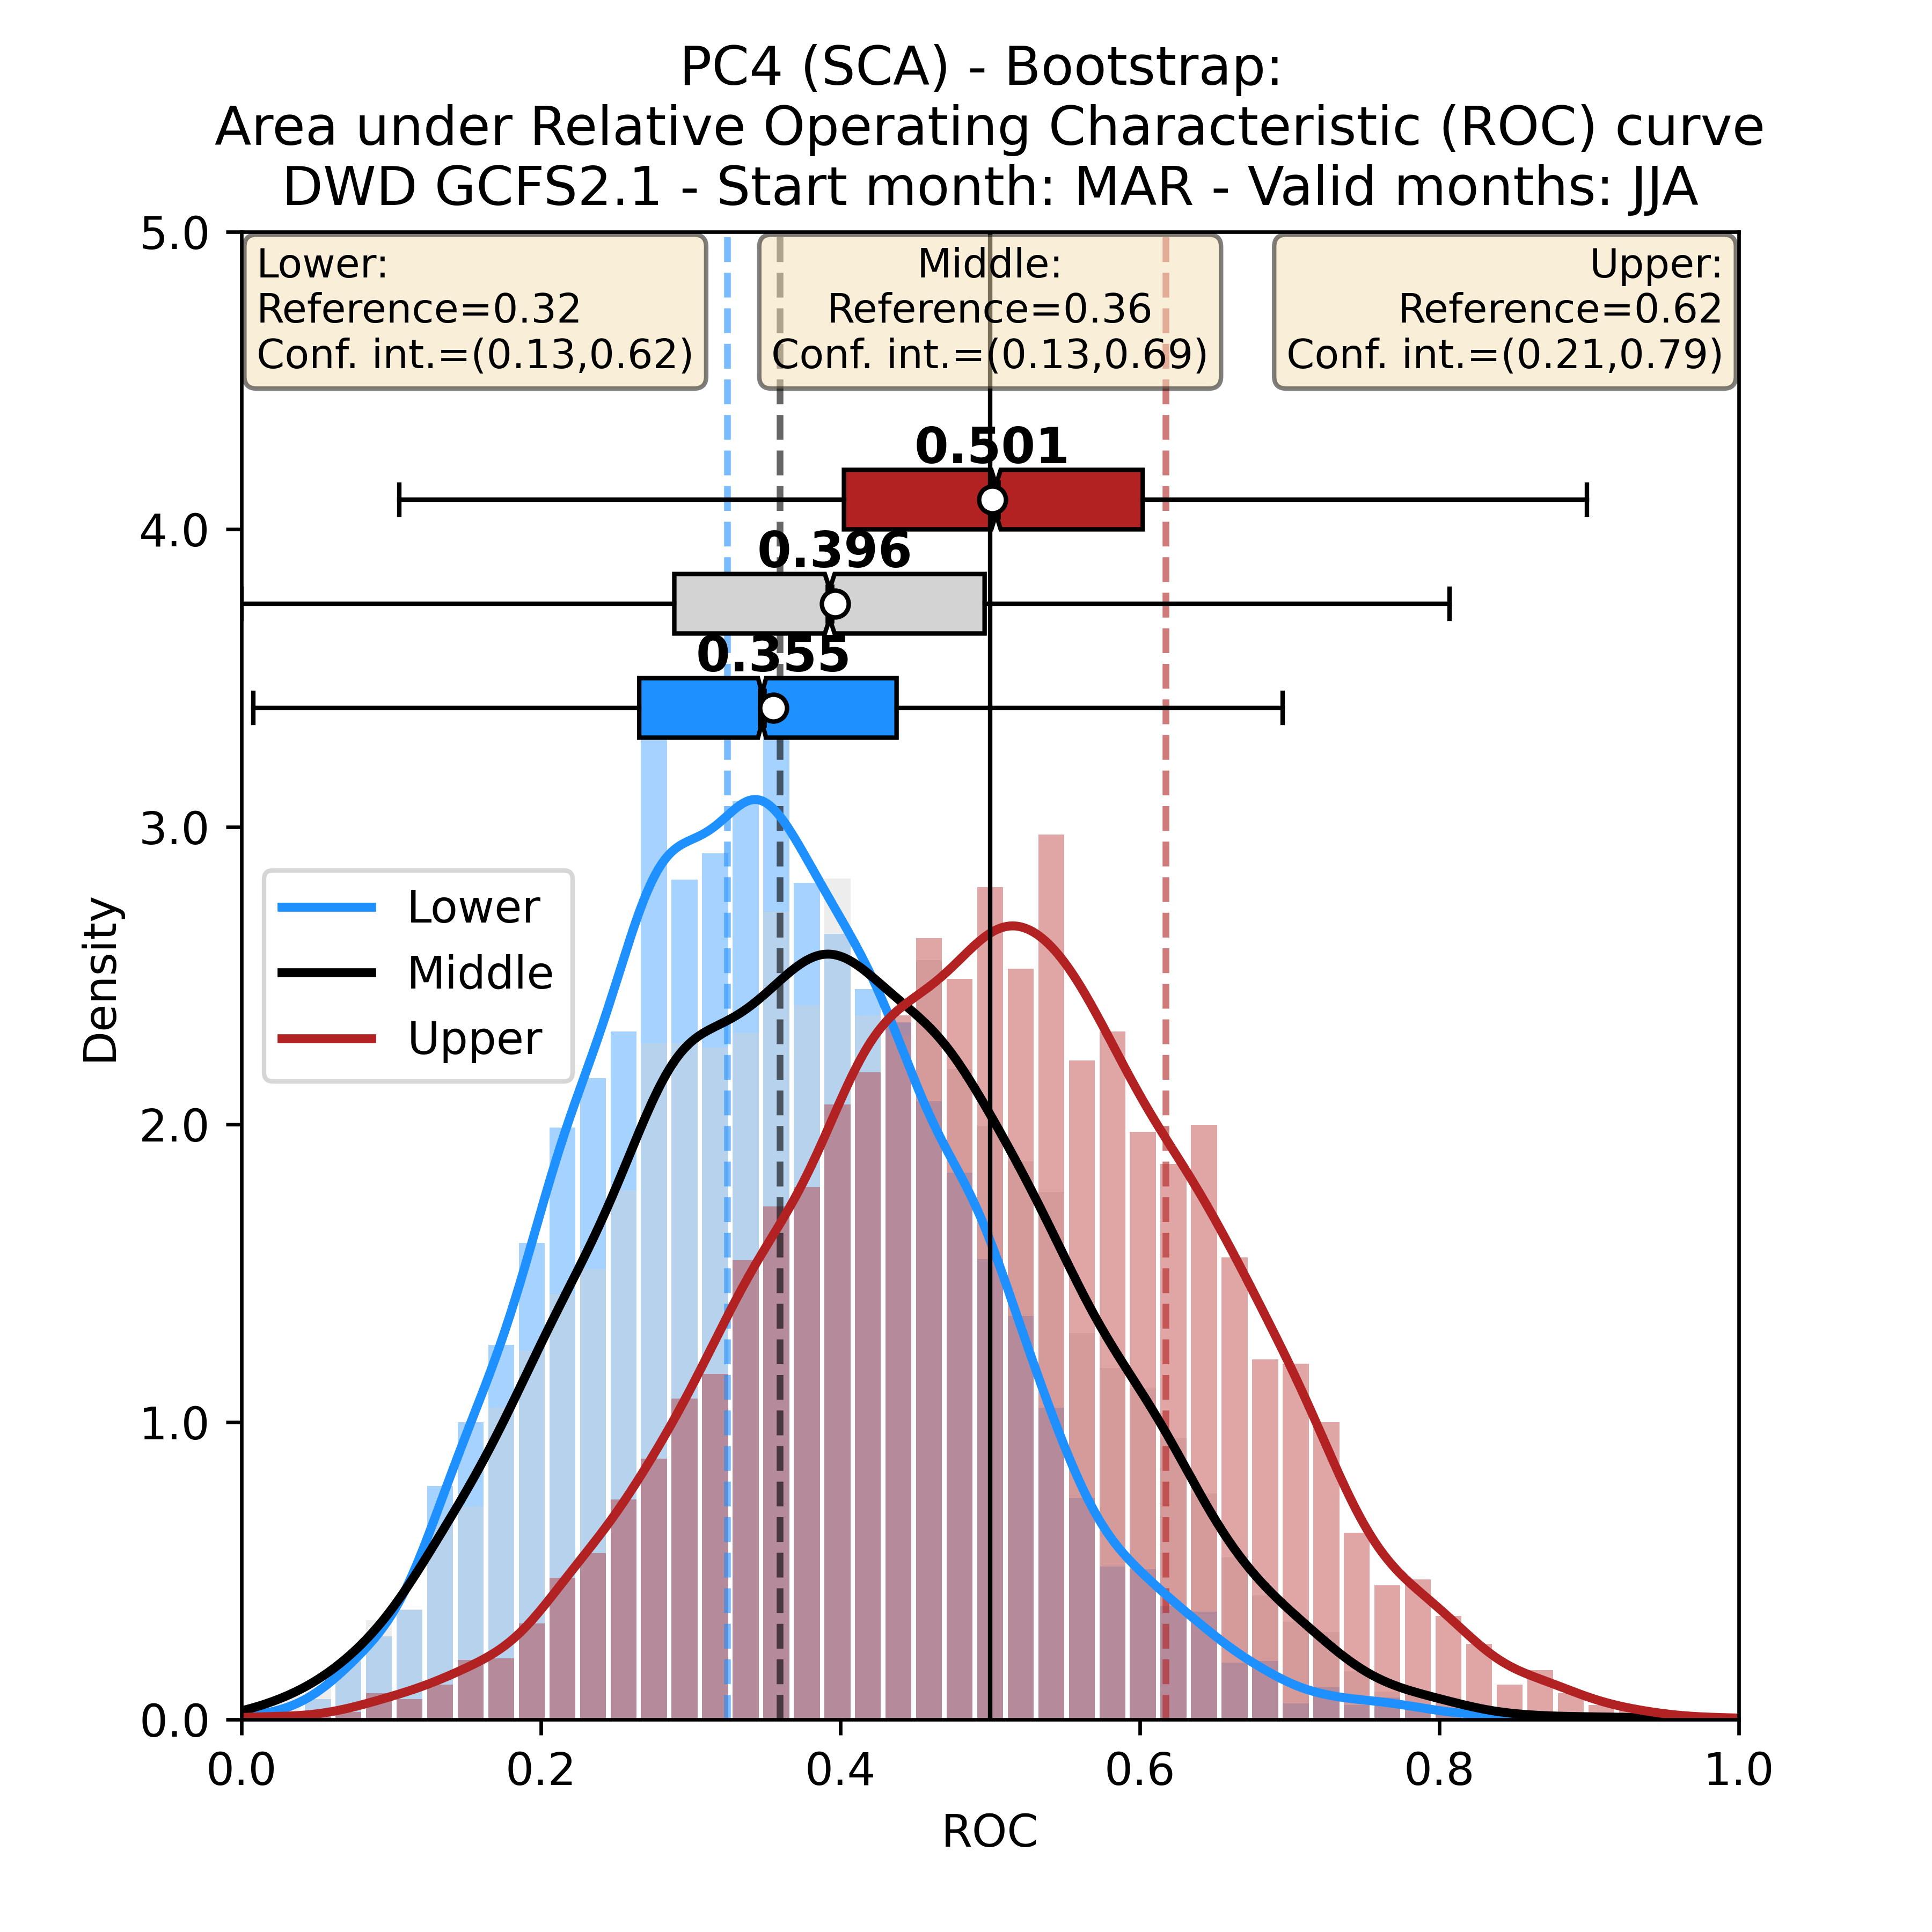 PC4 (SCA) - Bootstrap:
Area under Relative Operating Characteristic (ROC) curve
DWD GCFS2.1 - Start month: MAR - Valid months: JJA
5.0
4.0
3.0
2.0
1.0
0.0
Density
Lower:
Reference=0.32
Conf. int.=(0.13,0.62)
Middle:
Reference=0.36
Conf. int.=(0.13,0.69)
Upper:
Reference=0.62
Conf. int.=(0.21,0.79)
0.501
0.396
0.355
Lower
Middle
Upper
0.0
0.2
0.4
0.6
0.8
1.0
ROC